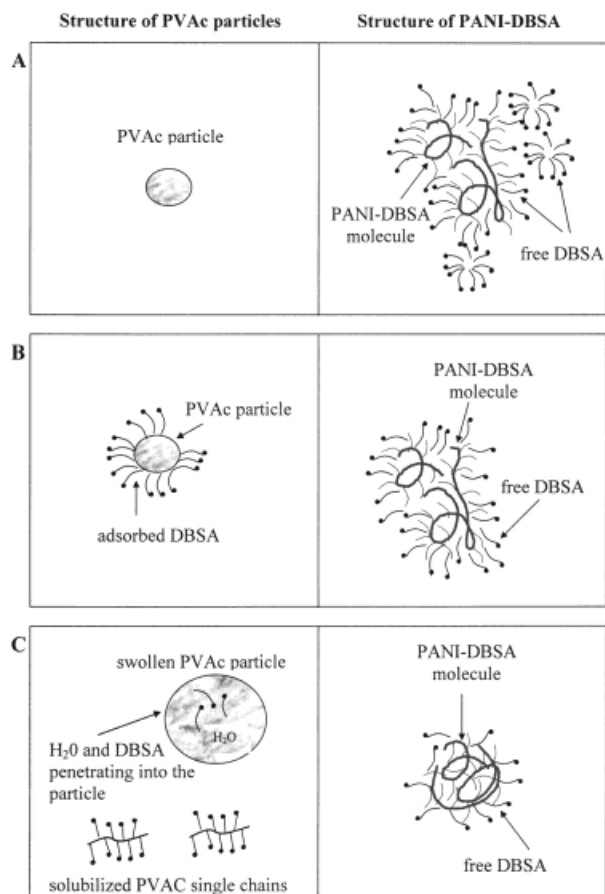 Structure of PVAc particles
Structure of PANI-DBSA
A
PVAc particle
PANI-DBSA
molecule
free DBSA
B
PVAc particle
adsorbed DBSA
PANI-DBSA
molecule
free DBSA
C
swollen PVAc particle
H₂O
H₂0 and DBSA
penetrating into the
particle
solubilized PVAC single chains
PANI-DBSA
molecule
free DBSA